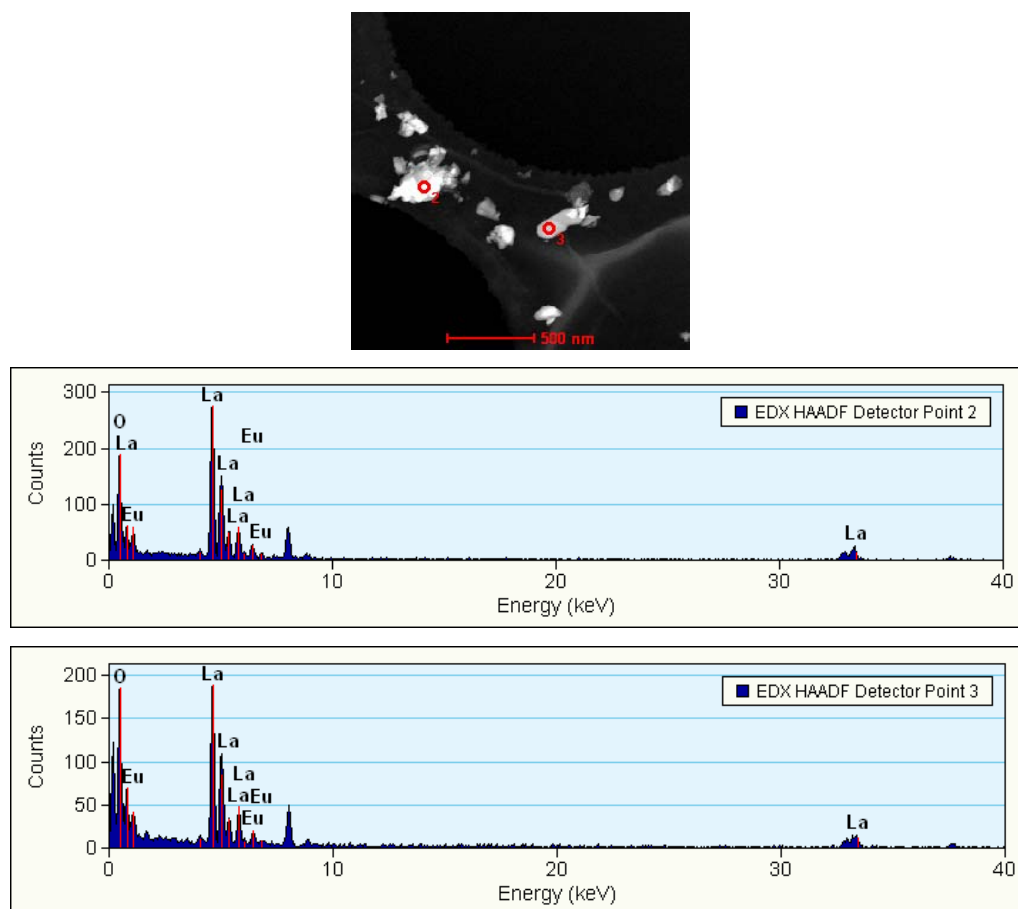 2
3
500 nm
300
200
100
0
Counts
O
La
Eu
La
Eu
La
La
La
Eu
La
EDX HAADF Detector Point 2
0 10 20 30 40
Energy (keV)
200
150
100
50
0
Counts
O
Eu
La
La
La
La Eu
Eu
La
EDX HAADF Detector Point 3
0 10 20 30 40
Energy (keV)